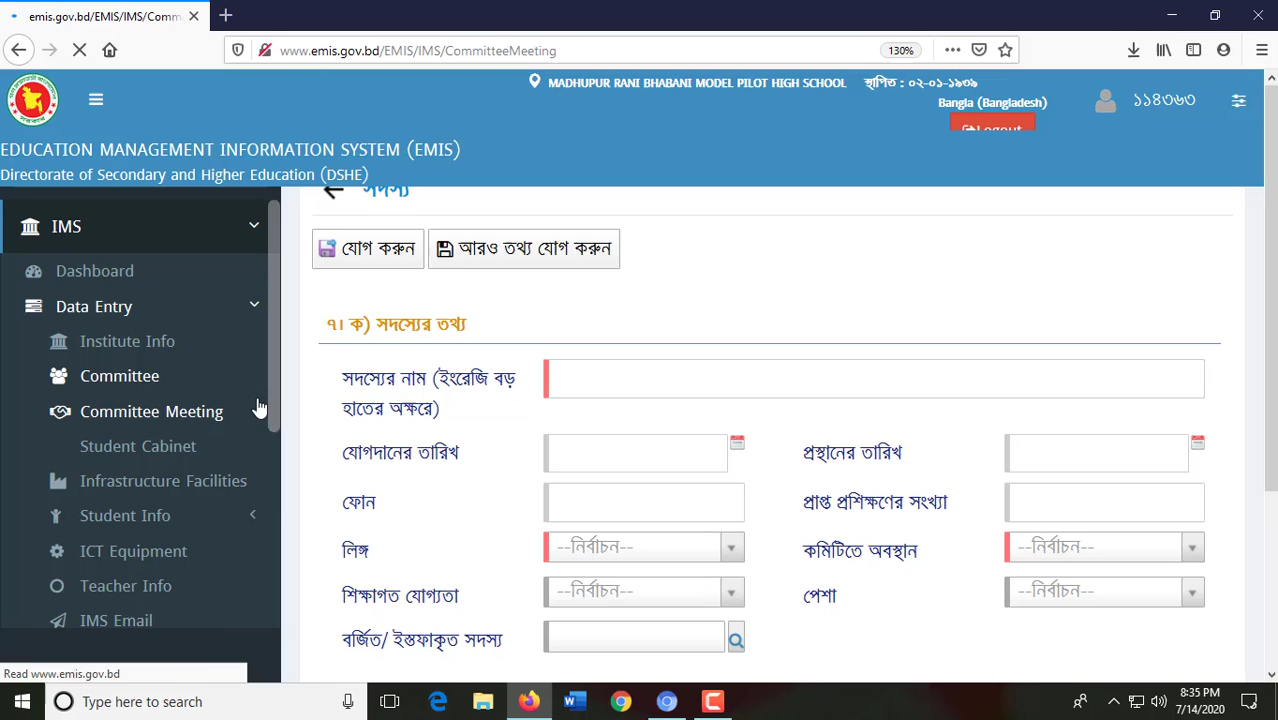 emis.gov.bd/EMIS/IMS/Comm
www.emis.gov.bd/EMIS/IMS/CommitteeMeeting
130%
MADHUPUR RANI BHABANI MODEL PILOT HIGH SCHOOL স্থাপিত : ০২-০১-১৯৩৯
Bangla (Bangladesh)
১১৪৩৬৩
Logout
EDUCATION MANAGEMENT INFORMATION SYSTEM (EMIS)
Directorate of Secondary and Higher Education (DSHE)
সদস্য
IMS
Dashboard
Data Entry
Institute Info
Committee
Committee Meeting
Student Cabinet
Infrastructure Facilities
Student Info
ICT Equipment
Teacher Info
IMS Email
যোগ করুন আরও তথ্য যোগ করুন
৭। ক) সদস্যের তথ্য
সদস্যের নাম (ইংরেজি বড়
হাতের অক্ষরে)
যোগদানের তারিখ প্রস্থানের তারিখ
ফোন প্রাপ্ত প্রশিক্ষণের সংখ্যা
লিঙ্গ --নির্বাচন-- কমিটিতে অবস্থান --নির্বাচন--
শিক্ষাগত যোগ্যতা --নির্বাচন-- পেশা --নির্বাচন--
বর্জিত/ ইস্তফাকৃত সদস্য
Read www.emis.gov.bd
Type here to search
8:35 PM
7/14/2020